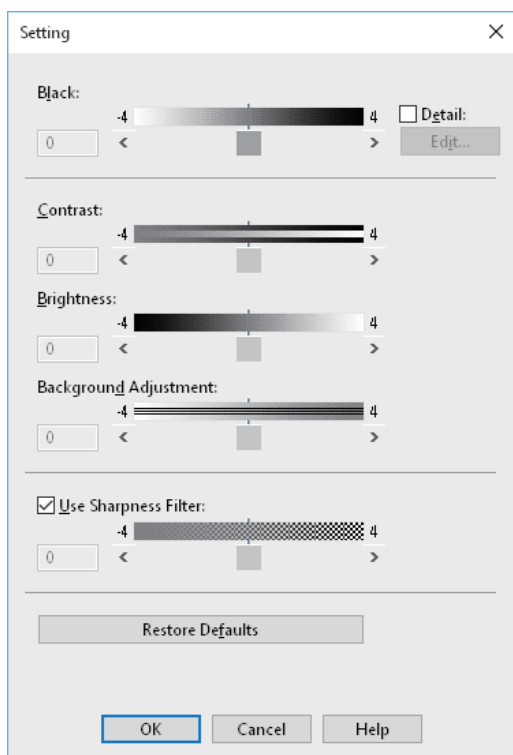 Setting
Black:
-4 4 Detail:
0 < > Edit...
Contrast:
-4 4
0 < >
Brightness:
-4 4
0 < >
Background Adjustment:
-4 4
0 < >
Use Sharpness Filter:
-4 4
0 < >
Restore Defaults
OK Cancel Help